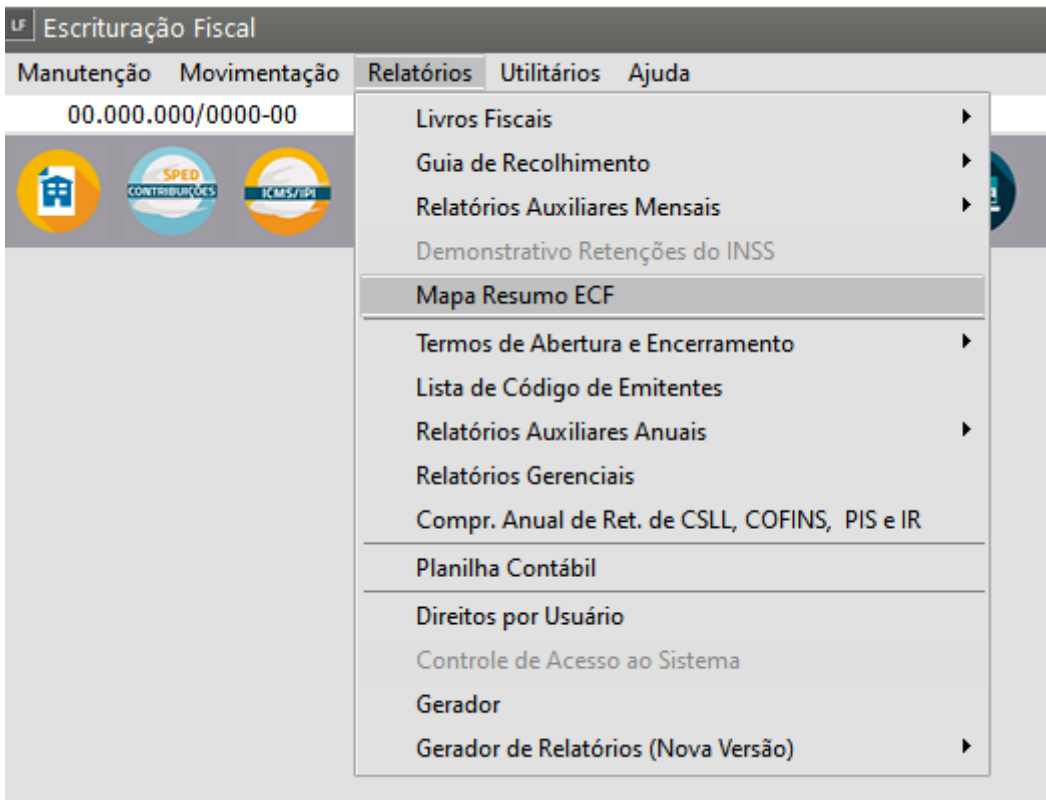 LF Escrituração Fiscal
Manutenção Movimentação Relatórios Utilitários Ajuda
00.000.000/0000-00
SPED
CONTRIBUIÇÕES
ICMS/IPI
Livros Fiscais
Guia de Recolhimento
Relatórios Auxiliares Mensais
Demonstrativo Retenções do INSS
Mapa Resumo ECF
Termos de Abertura e Encerramento
Lista de Código de Emitentes
Relatórios Auxiliares Anuais
Relatórios Gerenciais
Compr. Anual de Ret. de CSLL, COFINS, PIS e IR
Planilha Contábil
Direitos por Usuário
Controle de Acesso ao Sistema
Gerador
Gerador de Relatórios (Nova Versão)